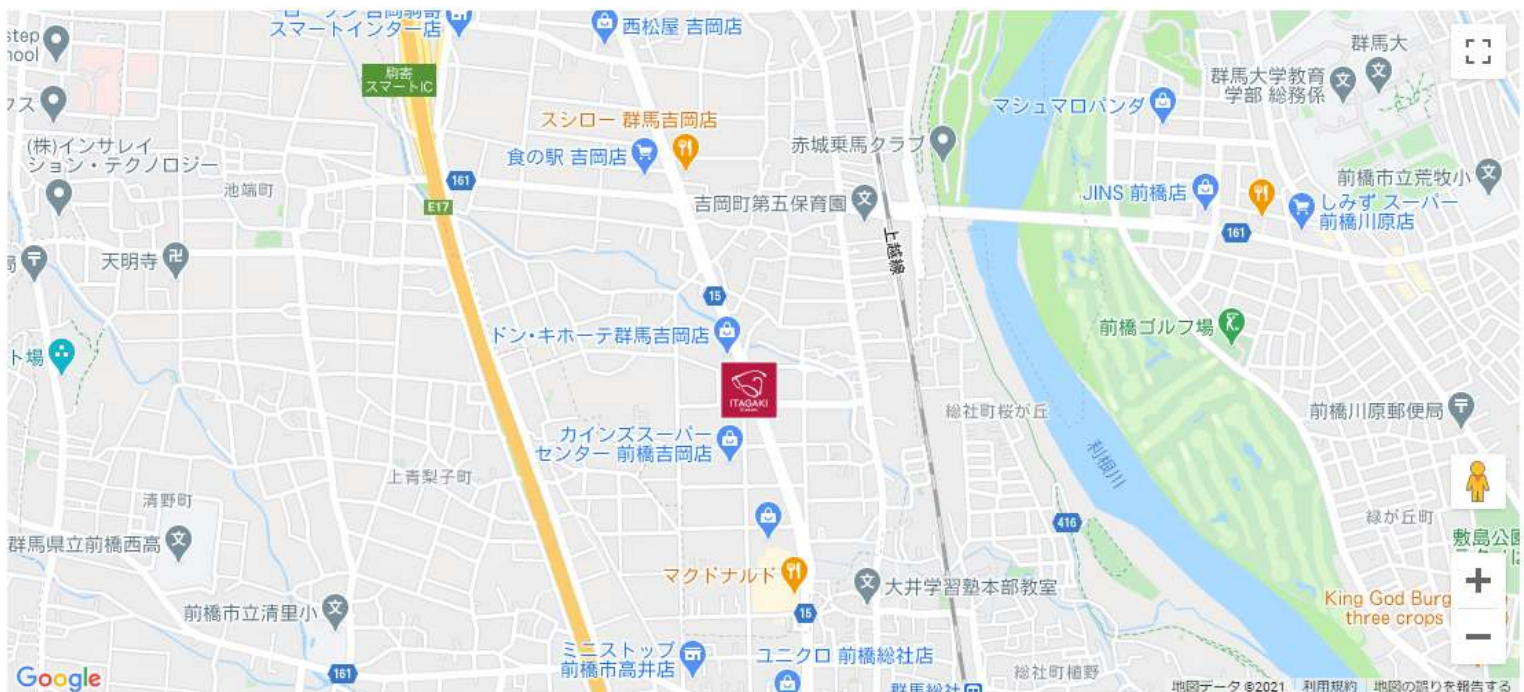 ローソン 吉岡駒寄
スマートインター店
西松屋 吉岡店
step
群馬大
駒寄
スマートIC
群馬大学教育
学部 総務係
マシュマロパンダ
クス
スシロー 群馬吉岡店
食の駅 吉岡店
赤城乗馬クラブ
(株)インサレイ
ション・テクノロジー
池端町
161
E17
吉岡町第五保育園
JINS 前橋店
前橋市立荒牧小
しみず スーパー
前橋川原店
161
天明寺
上越線
15
ドン・キホーテ群馬吉岡店
前橋ゴルフ場
ト場
ITAGAKI
総社町桜が丘
前橋川原郵便局
カインズスーパー
センター 前橋吉岡店
利根川
上青梨子町
清野町
416
緑が丘町
群馬県立前橋西高
敷島公園
マクドナルド
大井学習塾本部教室
前橋市立清里小
15
King God Burg
three crops
ミニストップ
前橋市高井店
ユニクロ 前橋総社店
総社町植野
161
群馬総社
Google
地図データ ©2021 利用規約 地図の誤りを報告する